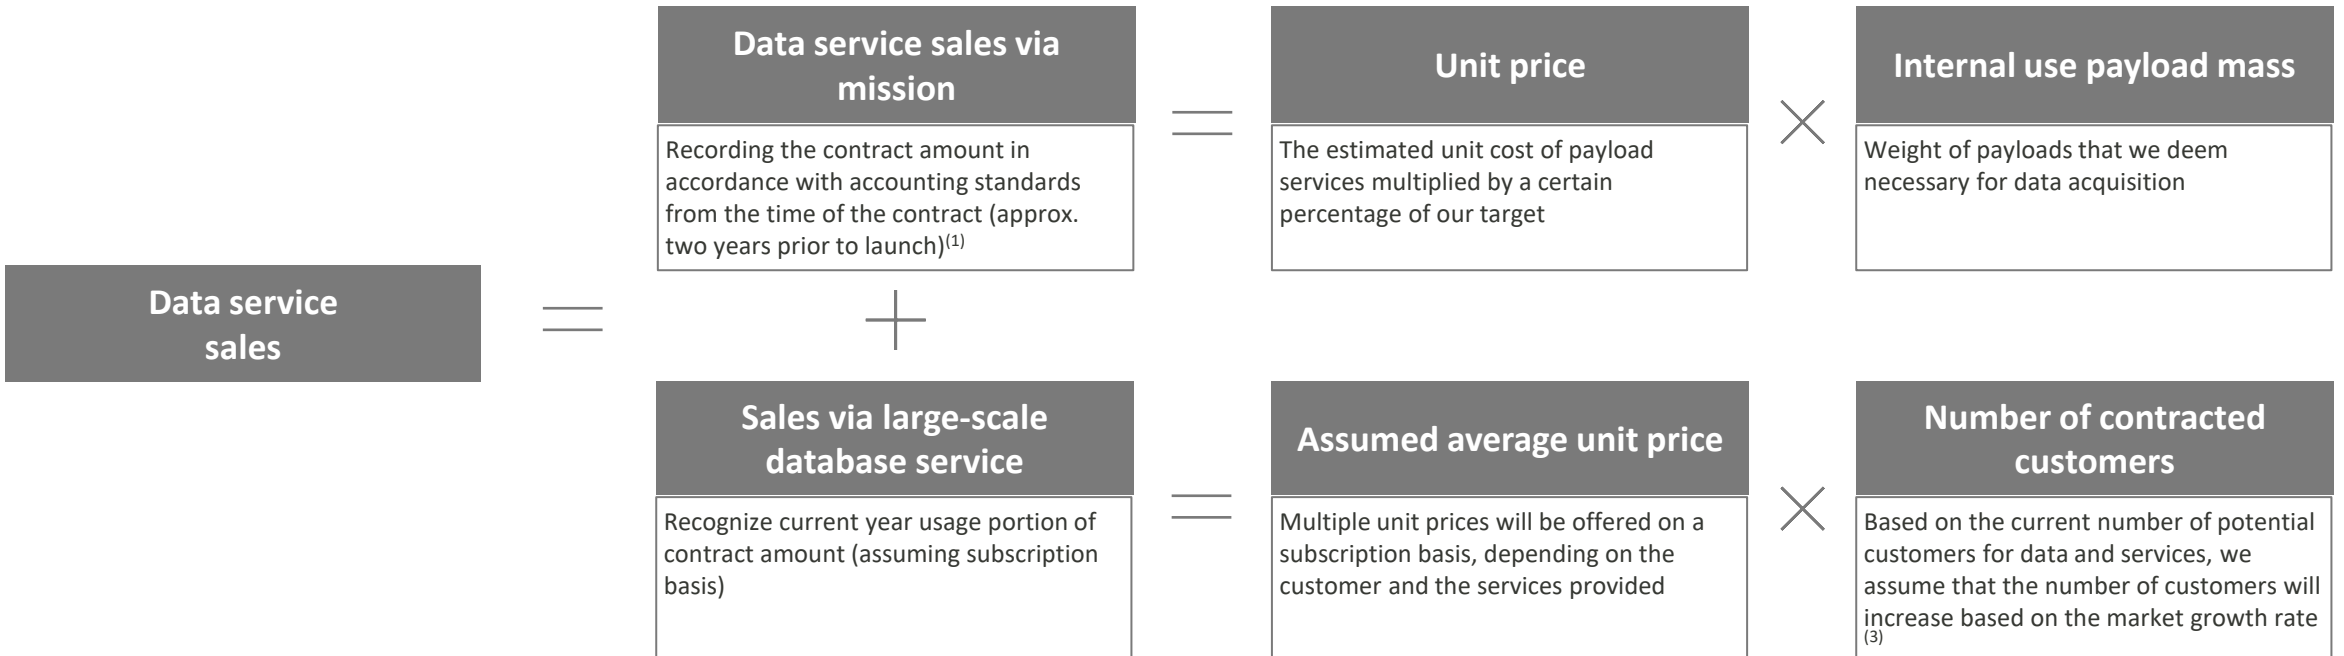 Data service sales via
mission
Unit price
Internal use payload mass
Recording the contract amount in
accordance with accounting standards
from the time of the contract (approx.
two years prior to launch)(1)
The estimated unit cost of payload
services multiplied by a certain
percentage of our target
Weight of payloads that we deem
necessary for data acquisition
Data service
sales
Sales via large-scale
database service
Assumed average unit price
Number of contracted
customers
Recognize current year usage portion of
contract amount (assuming subscription
basis)
Multiple unit prices will be offered on a
subscription basis, depending on the
customer and the services provided
Based on the current number of potential
customers for data and services, we
assume that the number of customers will
increase based on the market growth rate
(3)